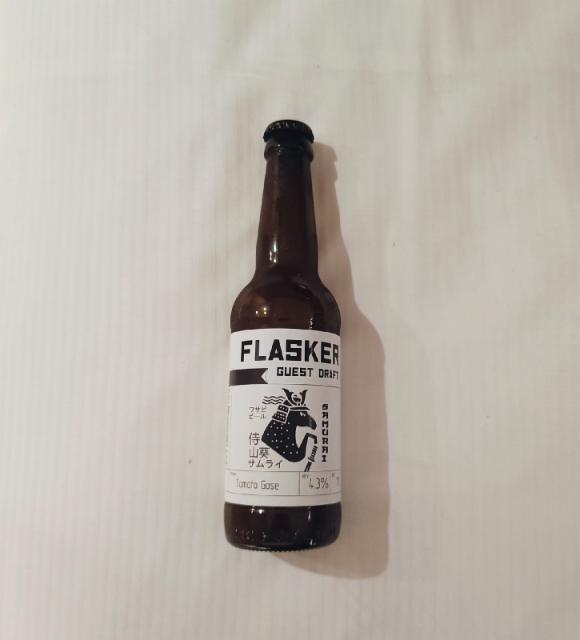 FLASKER
GUEST DRAFT
SAMURAI
ワサビ
ビール
侍
山葵
サムライ
Tomato Gose
4.3%